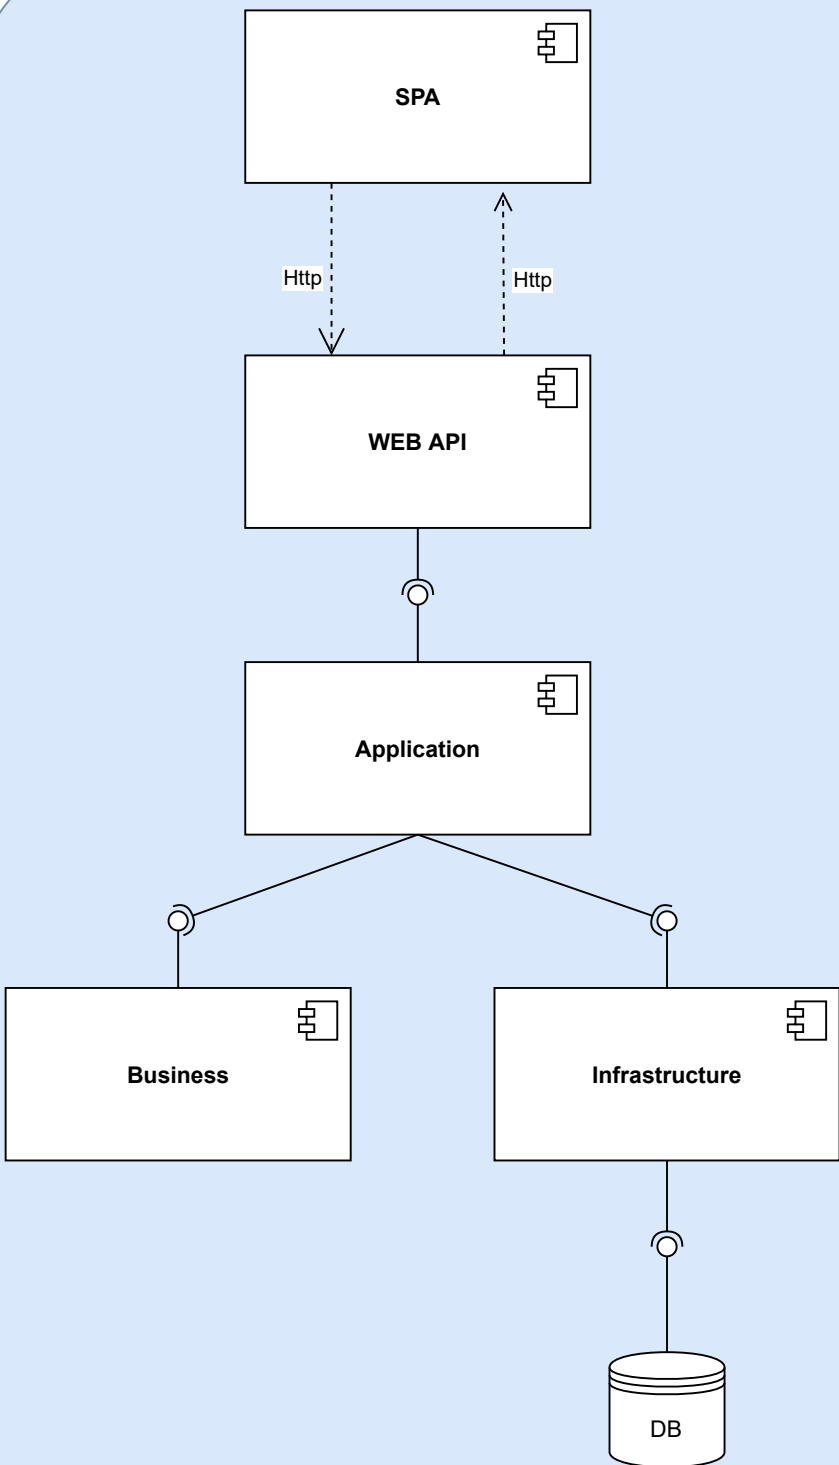 SPA
Http
Http
WEB API
Application
Business
Infrastructure
DB